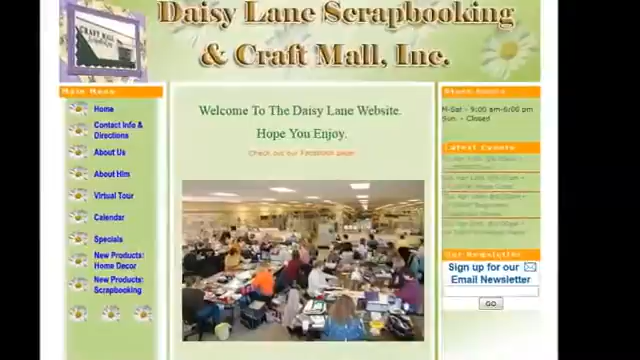 Daisy Lane Scrapbooking
& Craft Mall, Inc.
CRAFT MALL
Main Menu
Home
Contact Info &
Directions
About Us
About Him
Virtual Tour
Calendar
Specials
New Products:
Home Decor
New Products:
Scrapbooking
Welcome To The Daisy Lane Website.
Hope You Enjoy.
Check out our Facebook page!
Store Hours
M-Sat - 9:00 am-6:00 pm
Sun. - Closed
Latest Events
Our Newsletter
Sign up for our
Email Newsletter
GO